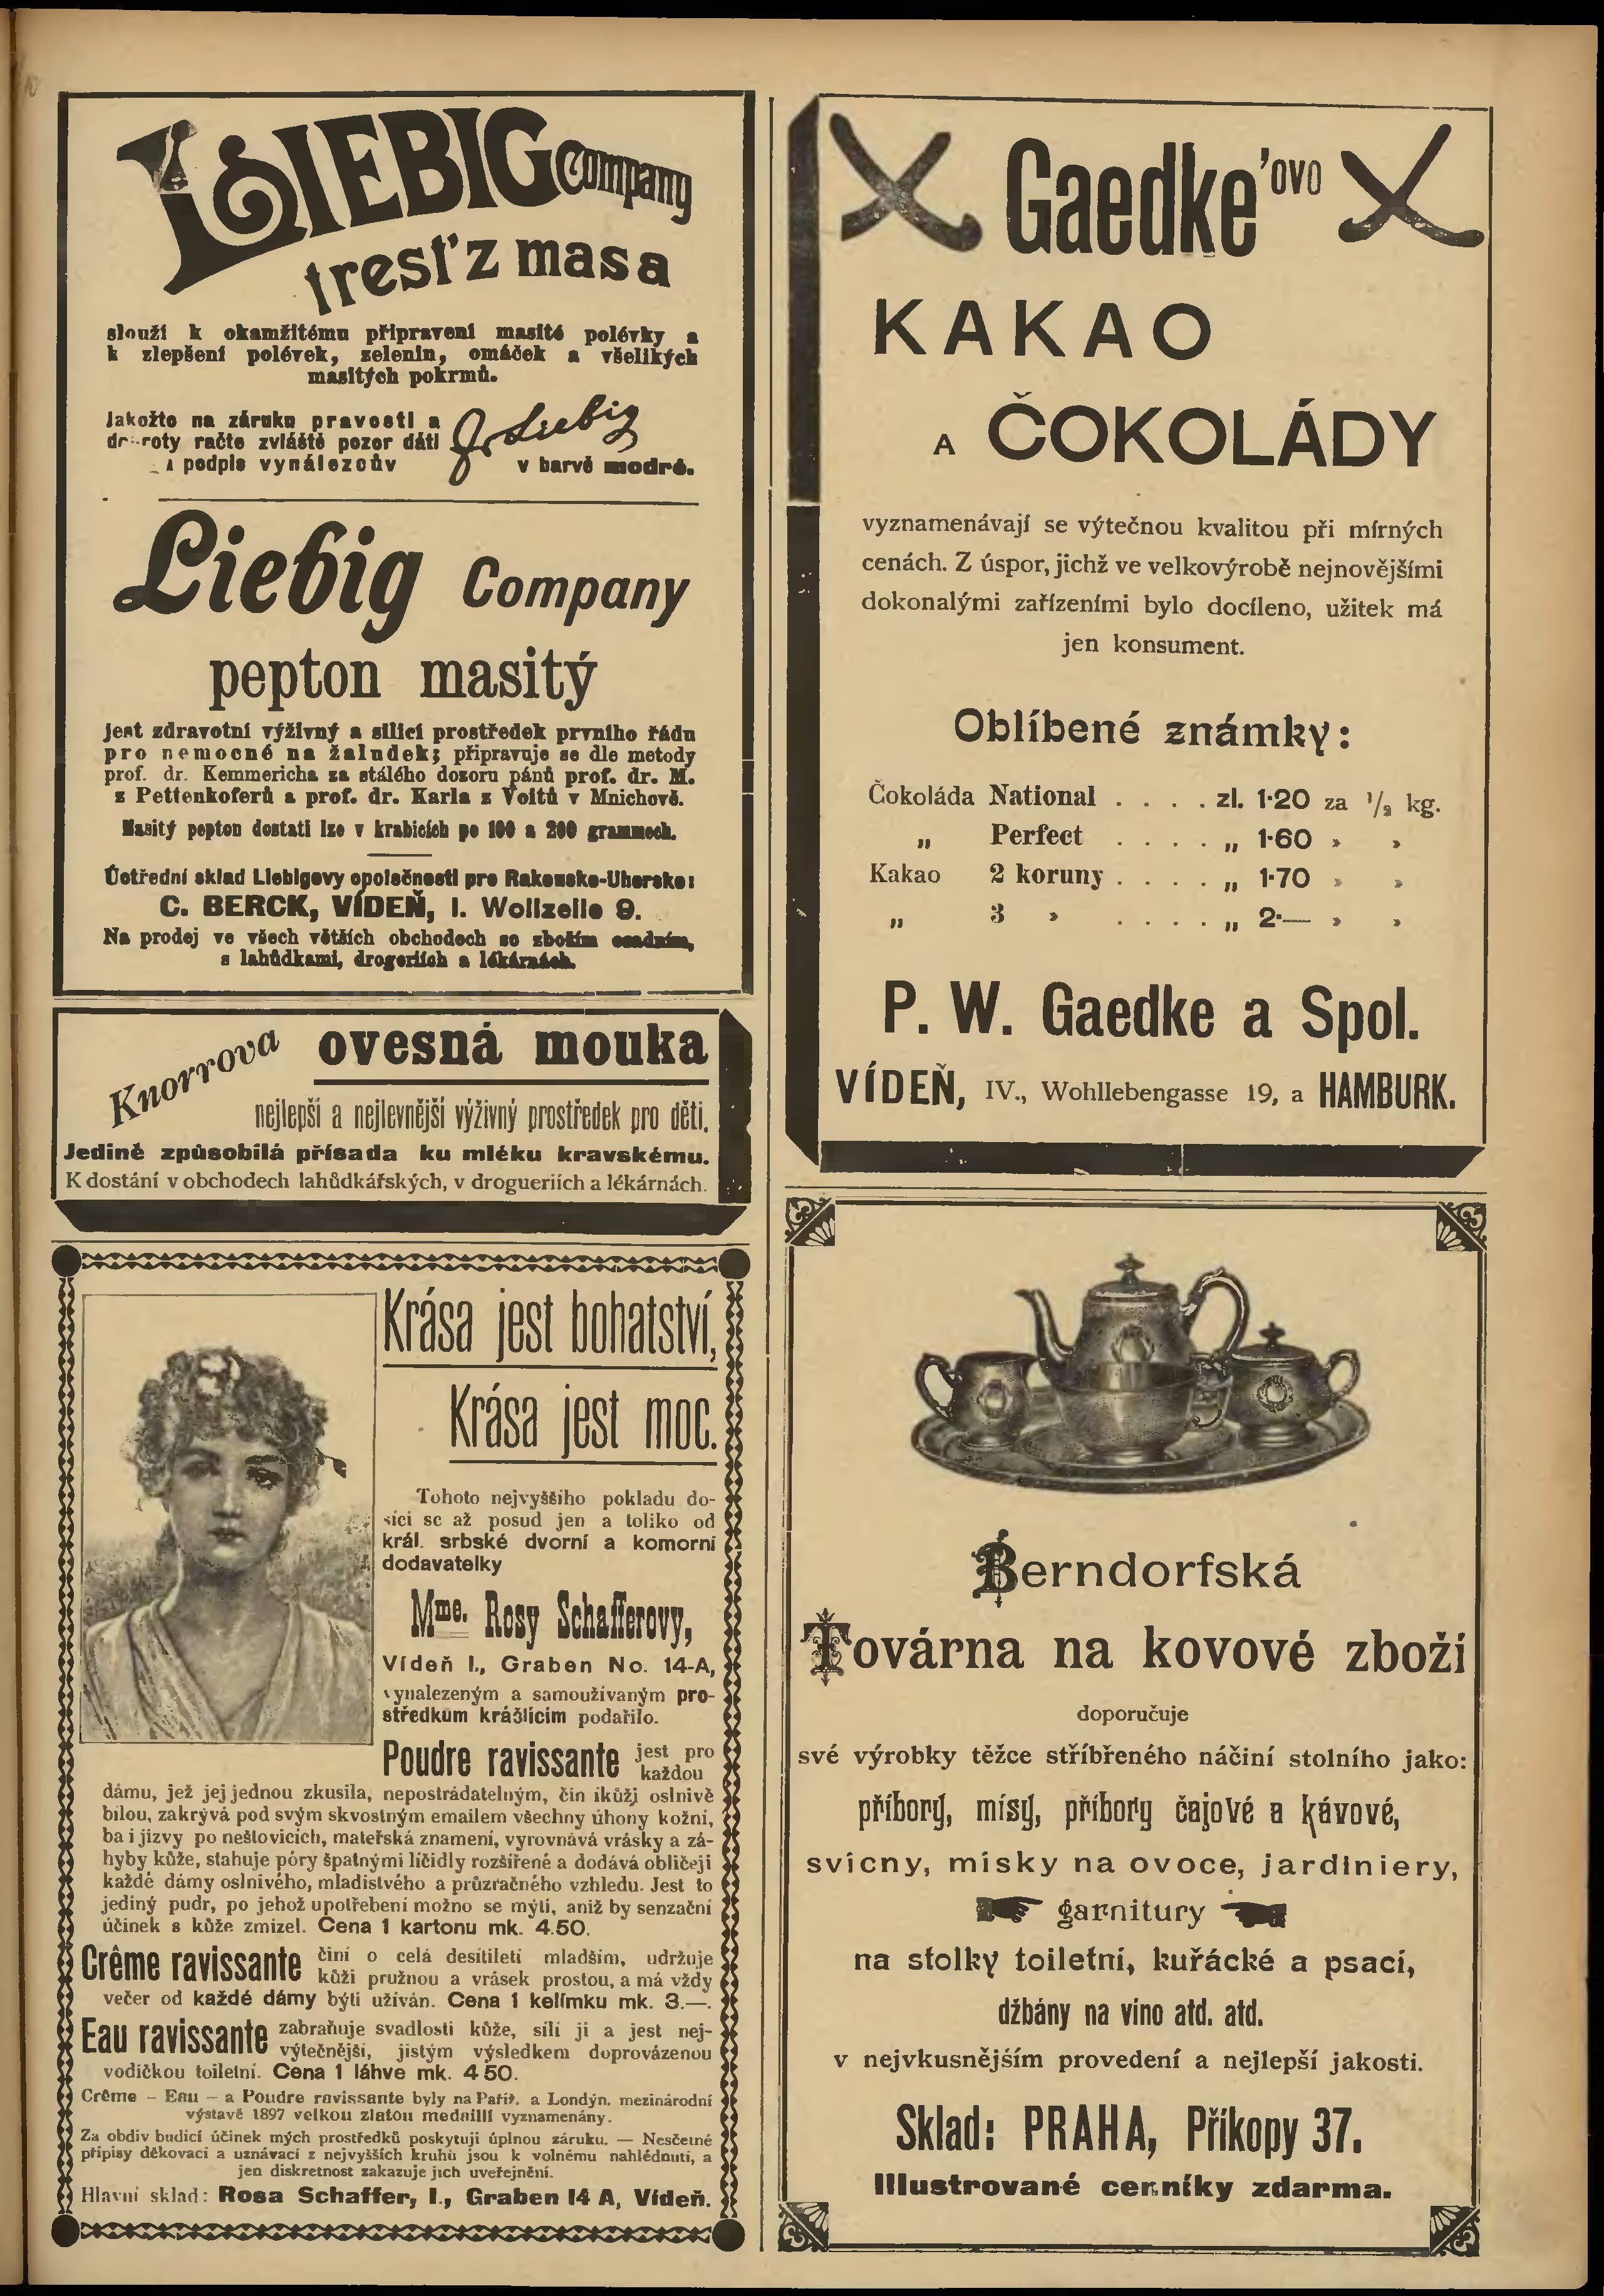 LIEBIG Company
tresť z masa
slouží k okamžitému připravení masité polévky a
k zlepšení polévek, zelenin, omáček a všelikých
masitých pokrmů.
Jakožto na záruku pravosti a
roty račte zvláště pozor dáti
podpis vynálezcův
J. Liebig
v barvě modré.
Liebig Company
pepton masitý
jest zdravotní výživný a sílící prostředek prvního řádu
pro nemocné na žaludek; připravuje se dle metody
prof. dr. Kemmericha za stálého dozoru pánů prof. dr. M.
z Pettenkoferů a prof. dr. Karla z Voitů v Mnichově.
Masitý pepton dostati lze v krabicích po 100 a 200 grammech.
Ústřední sklad Liebigovy společnosti pro Rakousko-Uhersko:
C. BERCK, VÍDEŇ, I. Wollzeile 9.
Na prodej ve všech větších obchodech se zbožím osadním,
s lahůdkami, drogeriích a lékárnách.
Knorrova ovesná mouka
nejlepší a nejlevnější výživný prostředek pro děti.
Jedině způsobilá přísada ku mléku kravskému.
K dostání v obchodech lahůdkářských, v drogueriích a lékárnách.
Krása jest bohatství,
Krása jest moc.
Tohoto nejvyššího pokladu do-
síci se až posud jen a toliko od
král. srbské dvorní a komorní
dodavatelky
Mme. Rosy Schafferovy,
Vídeň I., Graben No. 14-A,
vynalezeným a samoužívaným pro-
středkům krášlícím podařilo.
Poudre ravissante jest pro
každou
dámu, jež jej jednou zkusila, nepostrádatelným, čin íkůži oslnivě
bílou, zakrývá pod svým skvostným emailem všechny úhony kožní,
ba i jizvy po neštovicích, mateřská znamení, vyrovnává vrásky a zá-
hyby kůže, stahuje póry špatnými líčidly rozšířené a dodává obličeji
každé dámy oslnivého, mladistvého a průzračného vzhledu. Jest to
jediný pudr, po jehož upotřebení možno se mýti, aniž by senzační
účinek s kůže zmizel. Cena 1 kartonu mk. 4.50.
Crême ravissante činí o celá desítiletí mladším, udržuje
kůži pružnou a vrásek prostou, a má vždy
večer od každé dámy býti užíván. Cena 1 kelímku mk. 3.—.
Eau ravissante zabraňuje svadlosti kůže, sílí ji a jest nej-
výtečnější, jistým výsledkem doprovázenou
vodičkou toiletní. Cena 1 láhve mk. 4 50.
Crême – Eau – a Poudre ravissante byly na Paříž. a Londýn. mezinárodní
výstavě 1897 velkou zlatou medaillí vyznamenány.
Za obdiv budící účinek mých prostředků poskytuji úplnou záruku. — Nesčetné
přípisy děkovací a uznávací z nejvyšších kruhů jsou k volnému nahlédnutí, a
jen diskretnost zakazuje jich uveřejnění.
Hlavní sklad: Rosa Schaffer, I., Graben 14 A, Vídeň.
Gaedke'ovo
KAKAO
A ČOKOLÁDY
vyznamenávají se výtečnou kvalitou při mírných
cenách. Z úspor, jichž ve velkovýrobě nejnovějšími
dokonalými zařízeními bylo docíleno, užitek má
jen konsument.
Oblíbené známky:
Čokoláda National . . . . zl. 1·20 za 1/2 kg.
„ Perfect . . . . „ 1·60 » »
Kakao 2 koruny . . . . „ 1·70 » »
„ 3 » . . . . „ 2·— » »
P. W. Gaedke a Spol.
VÍDEŇ, IV., Wohllebengasse 19, a HAMBURK.
Berndorfská
Továrna na kovové zboží
doporučuje
své výrobky těžce stříbřeného náčiní stolního jako:
příbory, mísy, příbory čajové a kávové,
svícny, mísky na ovoce, jardiniery,
garnitury
na stolky toiletní, kuřácké a psací,
džbány na víno atd. atd.
v nejvkusnějším provedení a nejlepší jakosti.
Sklad: PRAHA, Příkopy 37.
Illustrované cenníky zdarma.